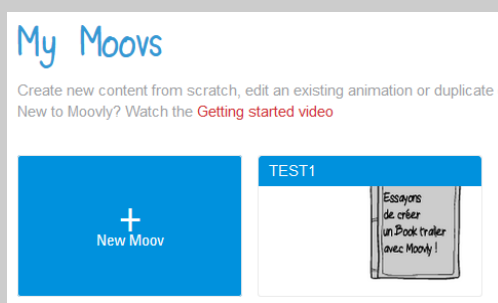 My Moovs
Create new content from scratch, edit an existing animation or duplicate
New to Moovly? Watch the Getting started video
TEST1
+
New Moov
Essayons
de créer
un Book traler
avec Moovly !